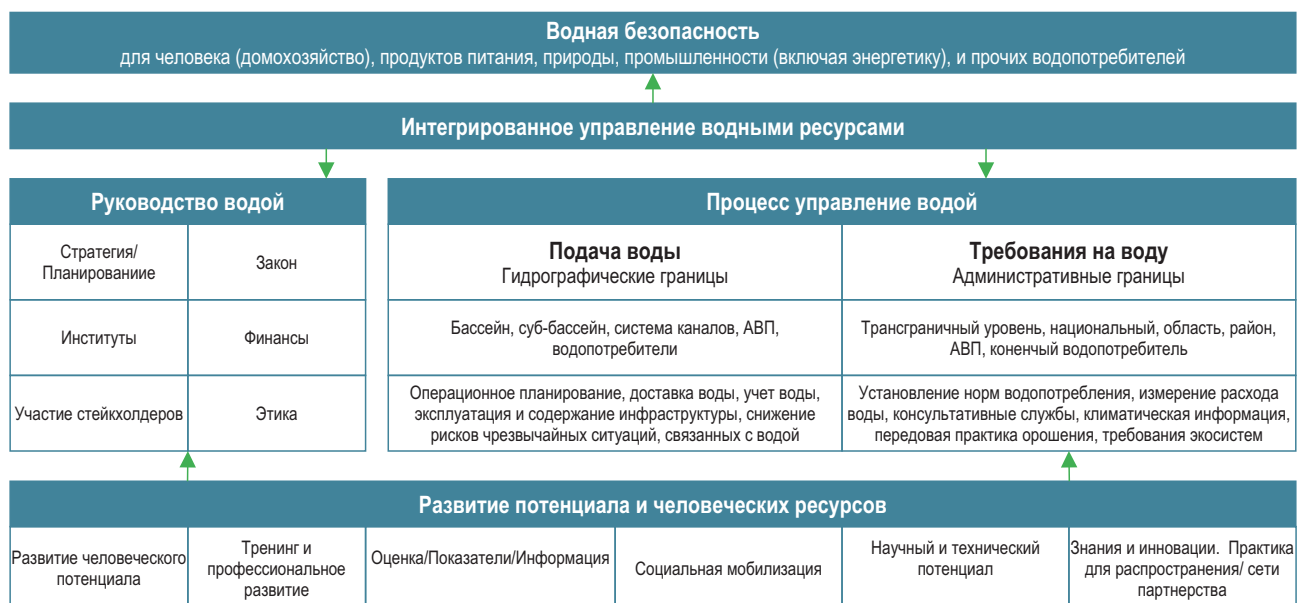 Водная безопасность
для человека (домохозяйство), продуктов питания, природы, промышленности (включая энергетику), и прочих водопотребителей
Интегрированное управление водными ресурсами
Руководство водой
Стратегия/
Планированиие
Закон
Институты
Финансы
Участие стейкхолдеров
Этика
Процесс управление водой
Подача воды
Гидрографические границы
Требования на воду
Административные границы
Бассейн, суб-бассейн, система каналов, АВП,
водопотребители
Трансграничный уровень, национальный, область, район,
АВП, коненчый водопотребитель
Операционное планирование, доставка воды, учет воды,
эксплуатация и содержание инфраструктуры, снижение
рисков чрезвычайных ситуаций, связанных с водой
Установление норм водопотребления, измерение расхода
воды, консультативные службы, климатическая информация,
передовая практика орошения, требования экосистем
Развитие потенциала и человеческих ресурсов
Развитие человеческого
потенциала
Тренинг и
профессиональное
развитие
Оценка/Показатели/Информация
Социальная мобилизация
Научный и технический
потенциал
Знания и инновации. Практика
для распространения/ сети
партнерства